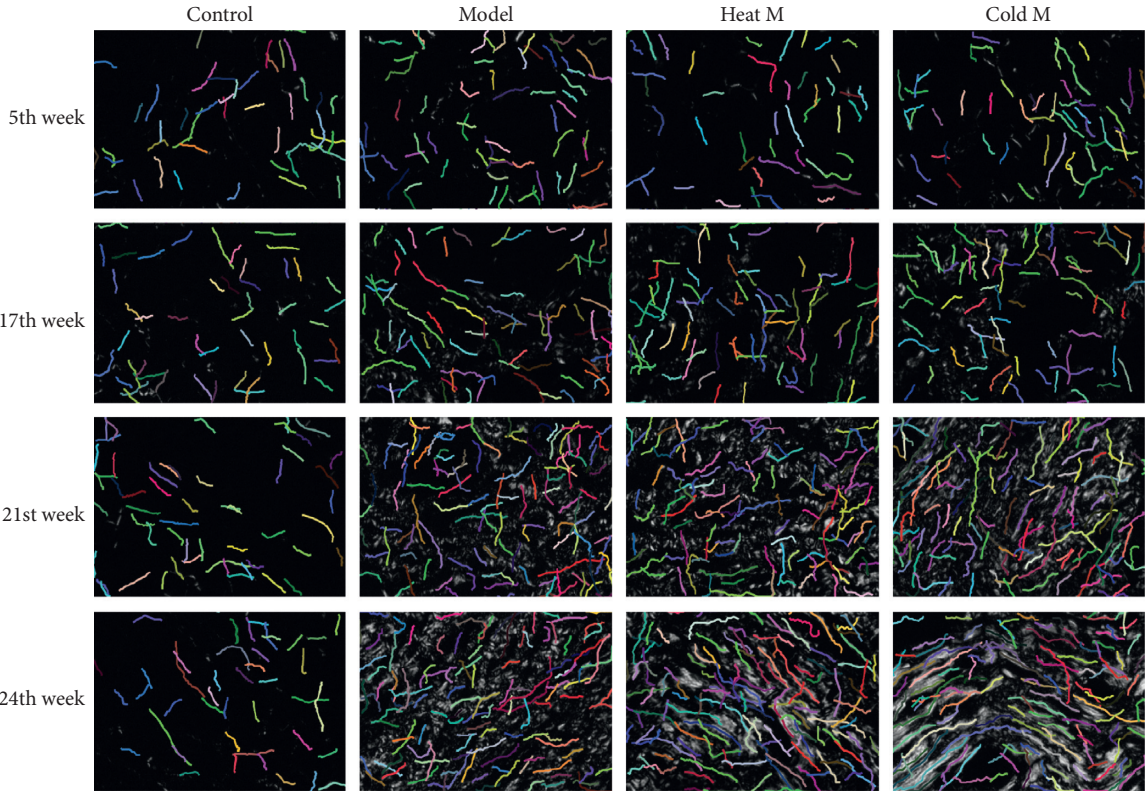 Control Model Heat M Cold M
5th week
17th week
21st week
24th week